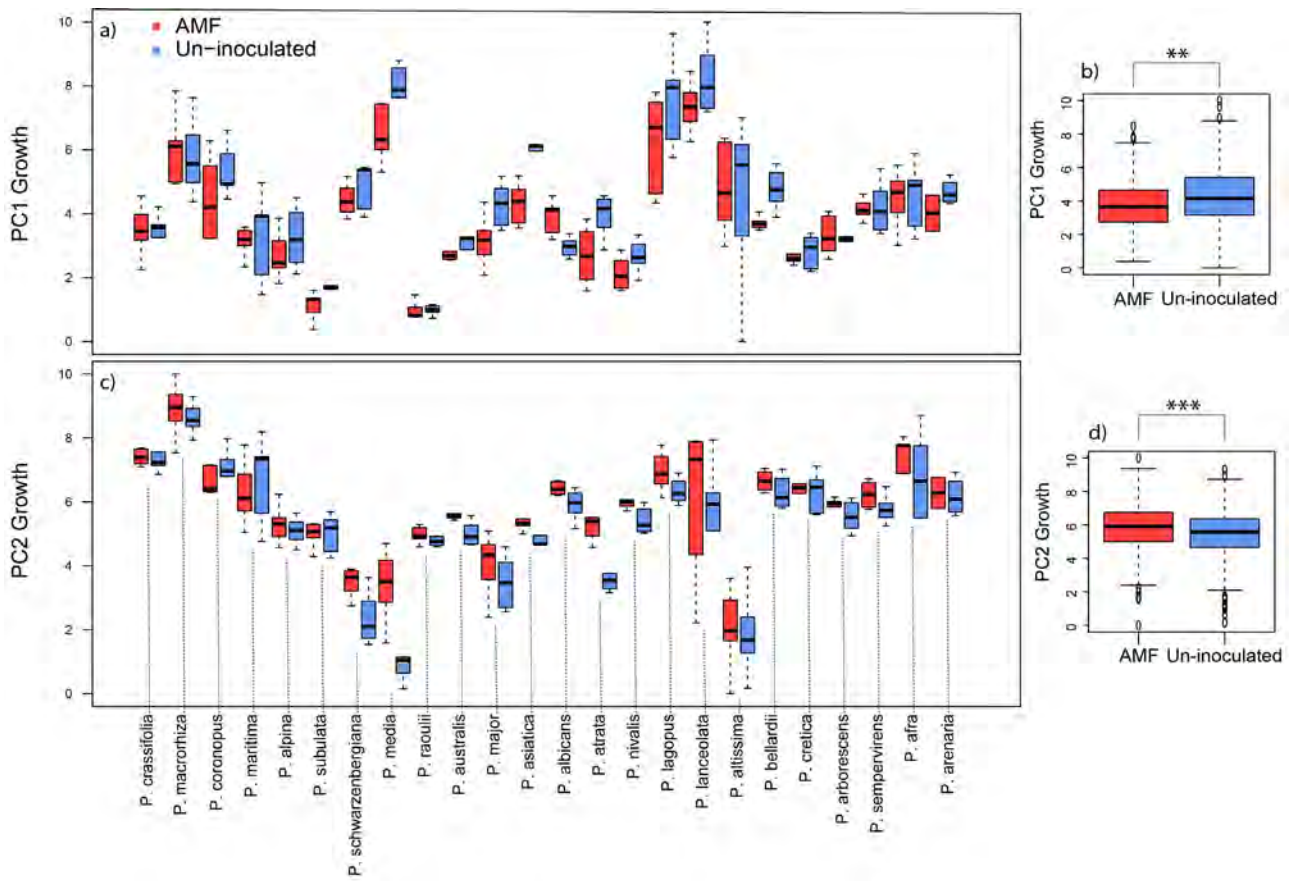 a)
AMF
Un-inoculated
PC1 Growth
10
8
6
4
2
0
b)
**
PC1 Growth
10
8
6
4
2
0
AMF Un-inoculated
c)
PC2 Growth
10
8
6
4
2
0
d)
***
PC2 Growth
10
8
6
4
2
0
AMF Un-inoculated
P. crassifolia
P. macrorhiza
P. coronopus
P. maritima
P. alpina
P. subulata
P. schwarzenbergiana
P, media
P. raoulii
P. australis
P. major
P. asiatica
P. albicans
P. atrata
P. nivalis
P. lagopus
P. lanceolata
P. altissima
P. bellardii
P. cretica
P. arborescens
P. sempervirens
P. afra
P. arenaria